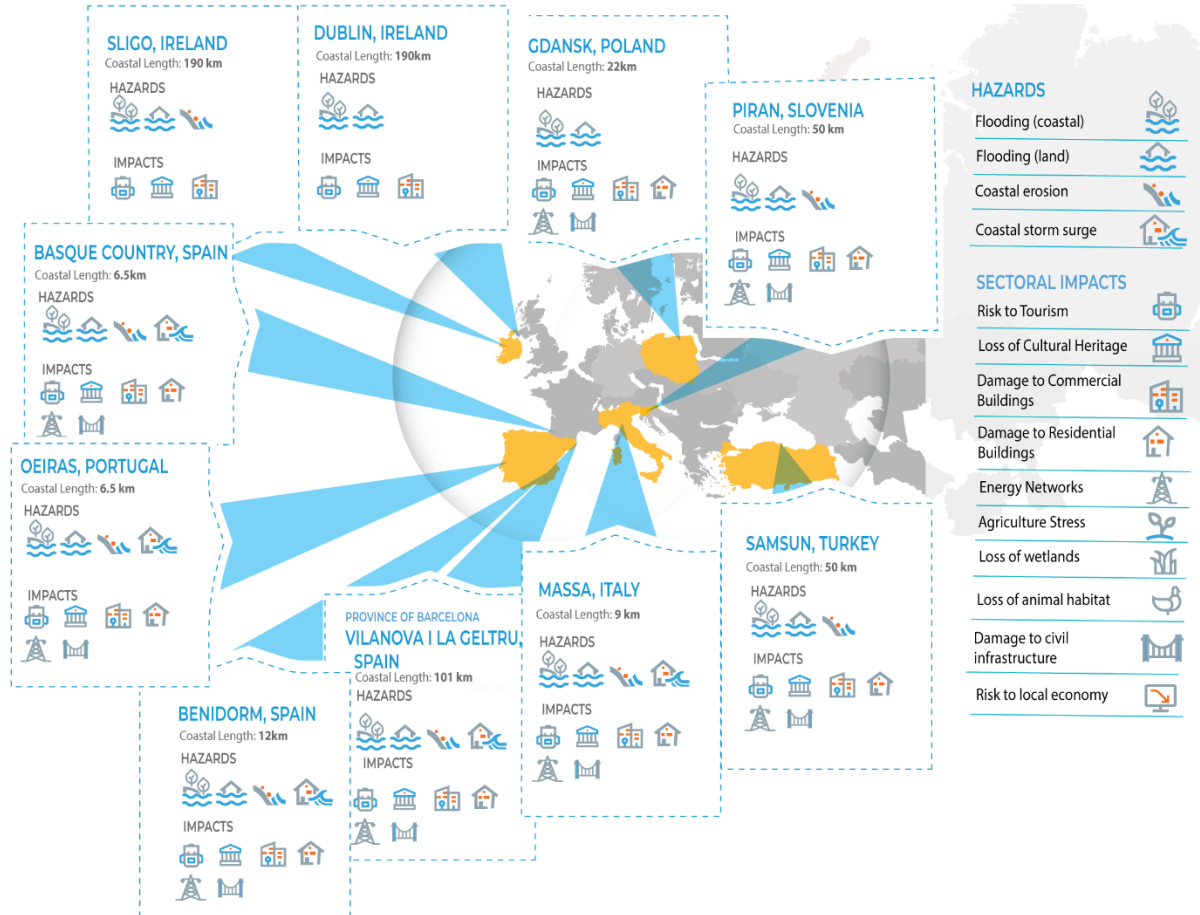 SLIGO, IRELAND
Coastal Length: 190 km
HAZARDS
IMPACTS
DUBLIN, IRELAND
Coastal Length: 190km
HAZARDS
IMPACTS
GDANSK, POLAND
Coastal Length: 22km
HAZARDS
IMPACTS
PIRAN, SLOVENIA
Coastal Length: 50 km
HAZARDS
IMPACTS
BASQUE COUNTRY, SPAIN
Coastal Length: 6.5km
HAZARDS
IMPACTS
OEIRAS, PORTUGAL
Coastal Length: 6.5 km
HAZARDS
IMPACTS
BENIDORM, SPAIN
Coastal Length: 12km
HAZARDS
IMPACTS
PROVINCE OF BARCELONA
VILANOVA I LA GELTRU,
SPAIN
Coastal Length: 101 km
HAZARDS
IMPACTS
MASSA, ITALY
Coastal Length: 9 km
HAZARDS
IMPACTS
SAMSUN, TURKEY
Coastal Length: 50 km
HAZARDS
IMPACTS
HAZARDS
Flooding (coastal)
Flooding (land)
Coastal erosion
Coastal storm surge
SECTORAL IMPACTS
Risk to Tourism
Loss of Cultural Heritage
Damage to Commercial
Buildings
Damage to Residential
Buildings
Energy Networks
Agriculture Stress
Loss of wetlands
Loss of animal habitat
Damage to civil
infrastructure
Risk to local economy